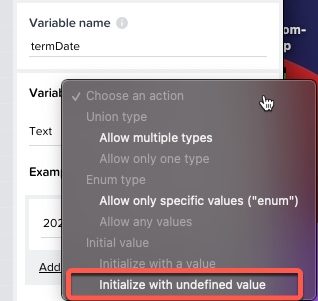 Variable name
om-
termDate
p
Variab
✓ Choose an action
Union type
Text
Allow multiple types
Allow only one type
Exam
Enum type
Allow only specific values ("enum")
202
Allow any values
Initial value
Add
Initialize with a value
Initialize with undefined value